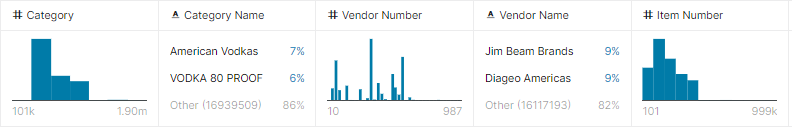 # Category
A Category Name
# Vendor Number
A Vendor Name
# Item Number
American Vodkas 7%
VODKA 80 PROOF 6%
Other (16939509) 86%
Jim Beam Brands 9%
Diageo Americas 9%
Other (16117193) 82%
101k 1.90m
10 987
101 999k